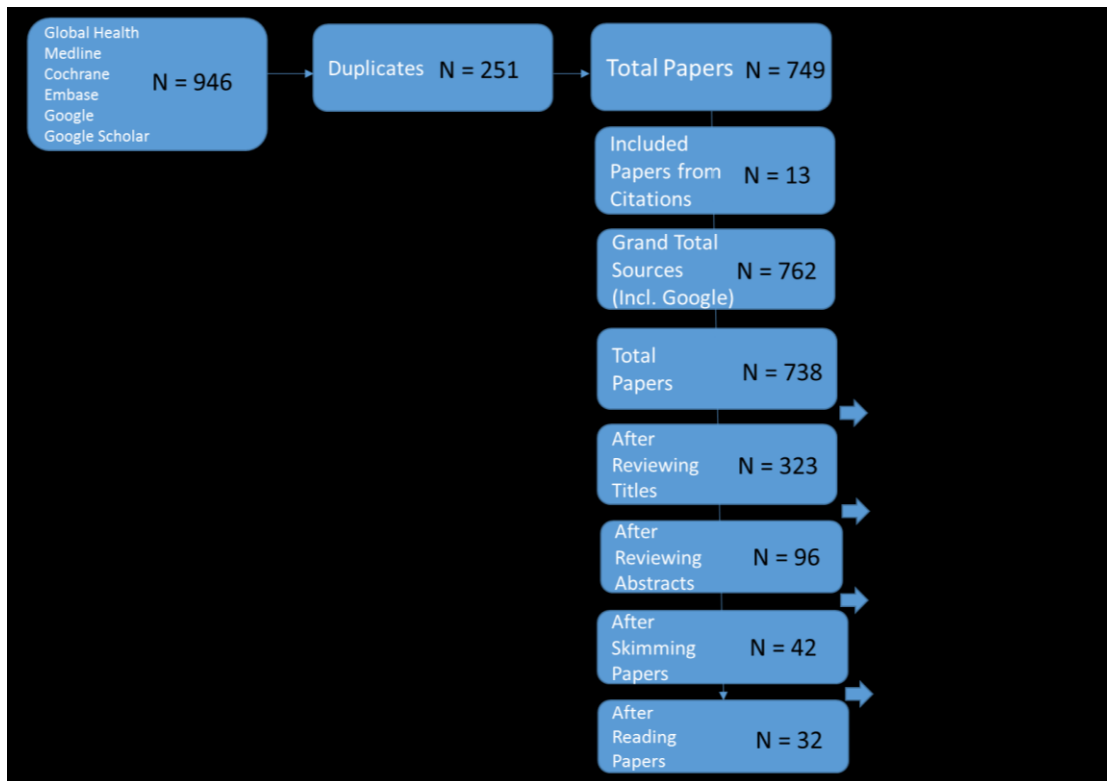 Global Health
Medline
Cochrane
Embase
Google
Google Scholar
N = 946
Duplicates N = 251
Total Papers N = 749
Included
Papers from
Citations
N = 13
Grand Total
Sources
(Incl. Google)
N = 762
Total
Papers
N = 738
After
Reviewing
Titles
N = 323
After
Reviewing
Abstracts
N = 96
After
Skimming
Papers
N = 42
After
Reading
Papers
N = 32